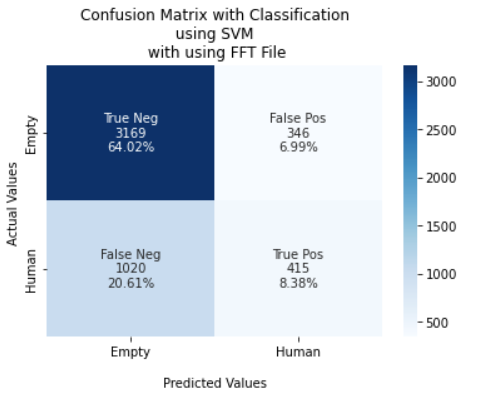 Confusion Matrix with Classification
using SVM
with using FFT File
True Neg
3169
64.02%
False Pos
346
6.99%
False Neg
1020
20.61%
True Pos
415
8.38%
Empty
Human
Actual Values
Empty
Human
Predicted Values
3000
2500
2000
1500
1000
500